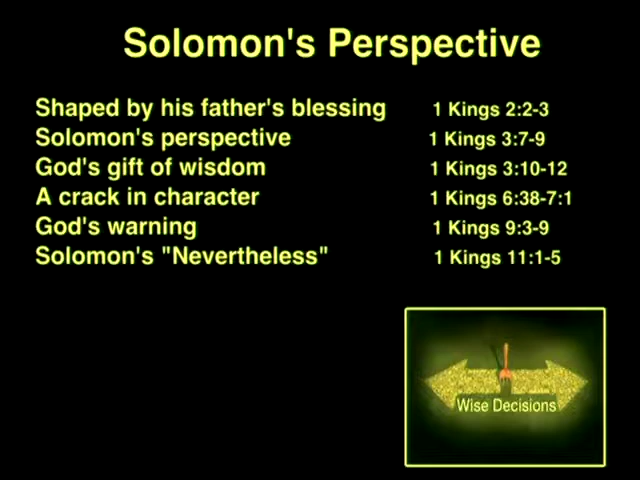 Solomon's Perspective
Shaped by his father's blessing 1 Kings 2:2-3
Solomon's perspective 1 Kings 3:7-9
God's gift of wisdom 1 Kings 3:10-12
A crack in character 1 Kings 6:38-7:1
God's warning 1 Kings 9:3-9
Solomon's "Nevertheless" 1 Kings 11:1-5
Wise Decisions